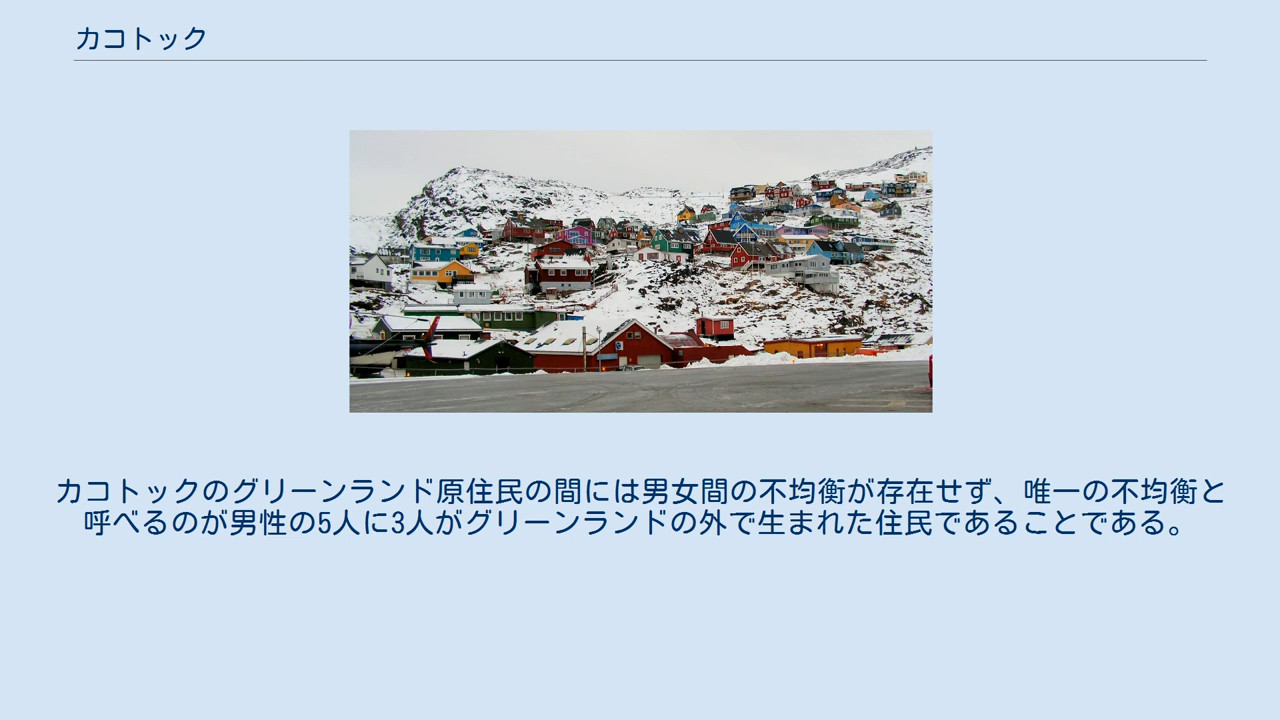 カコトック
カコトックのグリーンランド原住民の間には男女間の不均衡が存在せず、唯一の不均衡と
呼べるのが男性の5人に3人がグリーンランドの外で生まれた住民であることである。